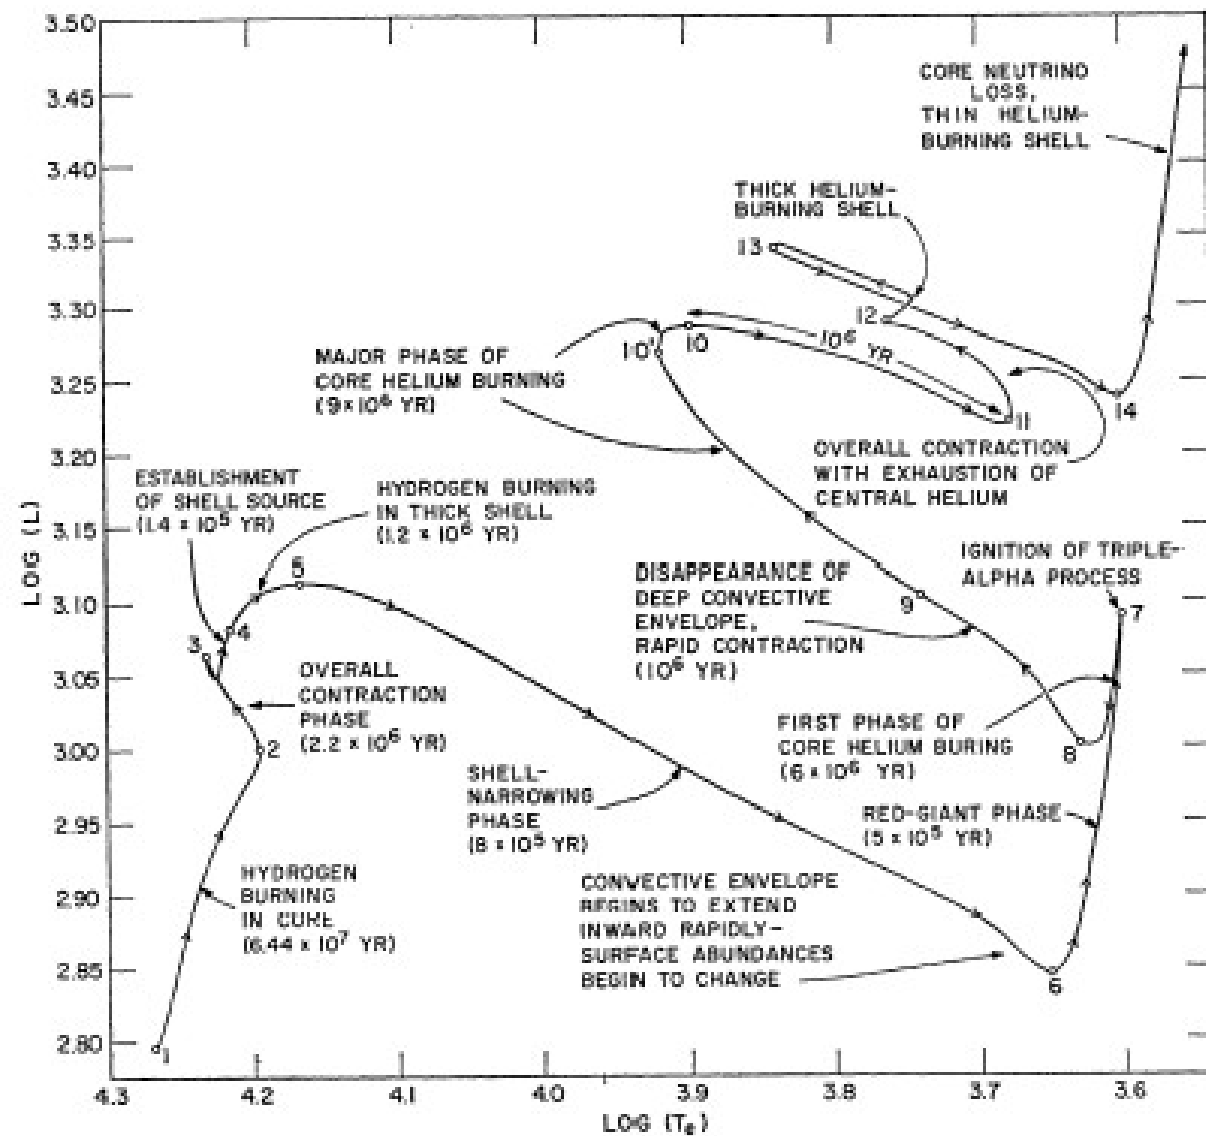 3.50
3.45
3.40
3.35
3.30
3.25
3.20
3.15
3.10
3.05
3.00
2.95
2.90
2.85
2.80
LOG (L)
4.3
4.2
4.1
4.0
3.9
3.8
3.7
3.6
LOG (Te)
CORE NEUTRINO
LOSS,
THIN HELIUM-
BURNING SHELL
THICK HELIUM-
BURNING SHELL
13
12
10'
10
10⁶ YR
11
14
MAJOR PHASE OF
CORE HELIUM BURNING
(9×10⁶ YR)
OVERALL CONTRACTION
WITH EXHAUSTION OF
CENTRAL HELIUM
ESTABLISHMENT
OF SHELL SOURCE
(1.4 × 10⁵ YR)
HYDROGEN BURNING
IN THICK SHELL
(1.2 × 10⁶ YR)
IGNITION OF TRIPLE-
ALPHA PROCESS
5
3
4
DISAPPEARANCE OF
DEEP CONVECTIVE
ENVELOPE,
RAPID CONTRACTION
(10⁶ YR)
9
7
OVERALL
CONTRACTION
PHASE
(2.2 × 10⁶ YR)
2
FIRST PHASE OF
CORE HELIUM BURING
(6×10⁶ YR)
8
SHELL-
NARROWING
PHASE
(8×10⁵ YR)
RED-GIANT PHASE
(5×10⁵ YR)
HYDROGEN
BURNING
IN CORE
(6.44 × 10⁷ YR)
CONVECTIVE ENVELOPE
BEGINS TO EXTEND
INWARD RAPIDLY-
SURFACE ABUNDANCES
BEGIN TO CHANGE
6
1